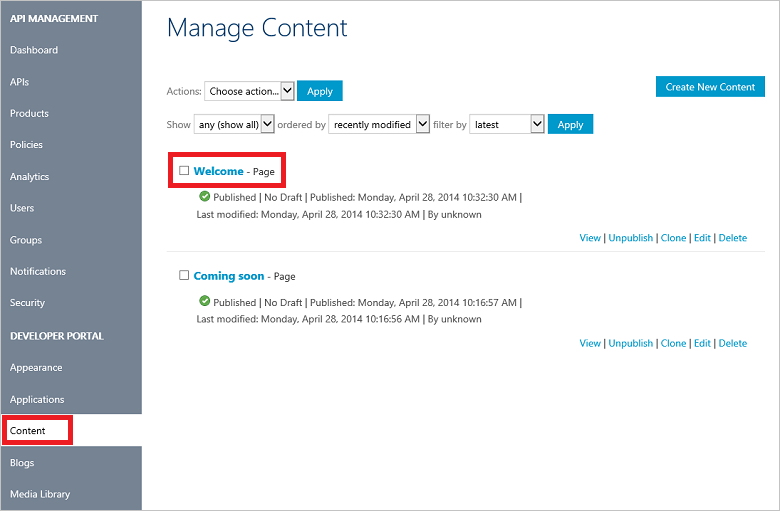 API MANAGEMENT
Dashboard
APIs
Products
Policies
Analytics
Users
Groups
Notifications
Security
DEVELOPER PORTAL
Appearance
Applications
Content
Blogs
Media Library
Manage Content
Actions: Choose action... Apply
Create New Content
Show any (show all) ordered by recently modified filter by latest Apply
Welcome - Page
Published | No Draft | Published: Monday, April 28, 2014 10:32:30 AM |
Last modified: Monday, April 28, 2014 10:32:30 AM | By unknown
View | Unpublish | Clone | Edit | Delete
Coming soon - Page
Published | No Draft | Published: Monday, April 28, 2014 10:16:57 AM |
Last modified: Monday, April 28, 2014 10:16:56 AM | By unknown
View | Unpublish | Clone | Edit | Delete